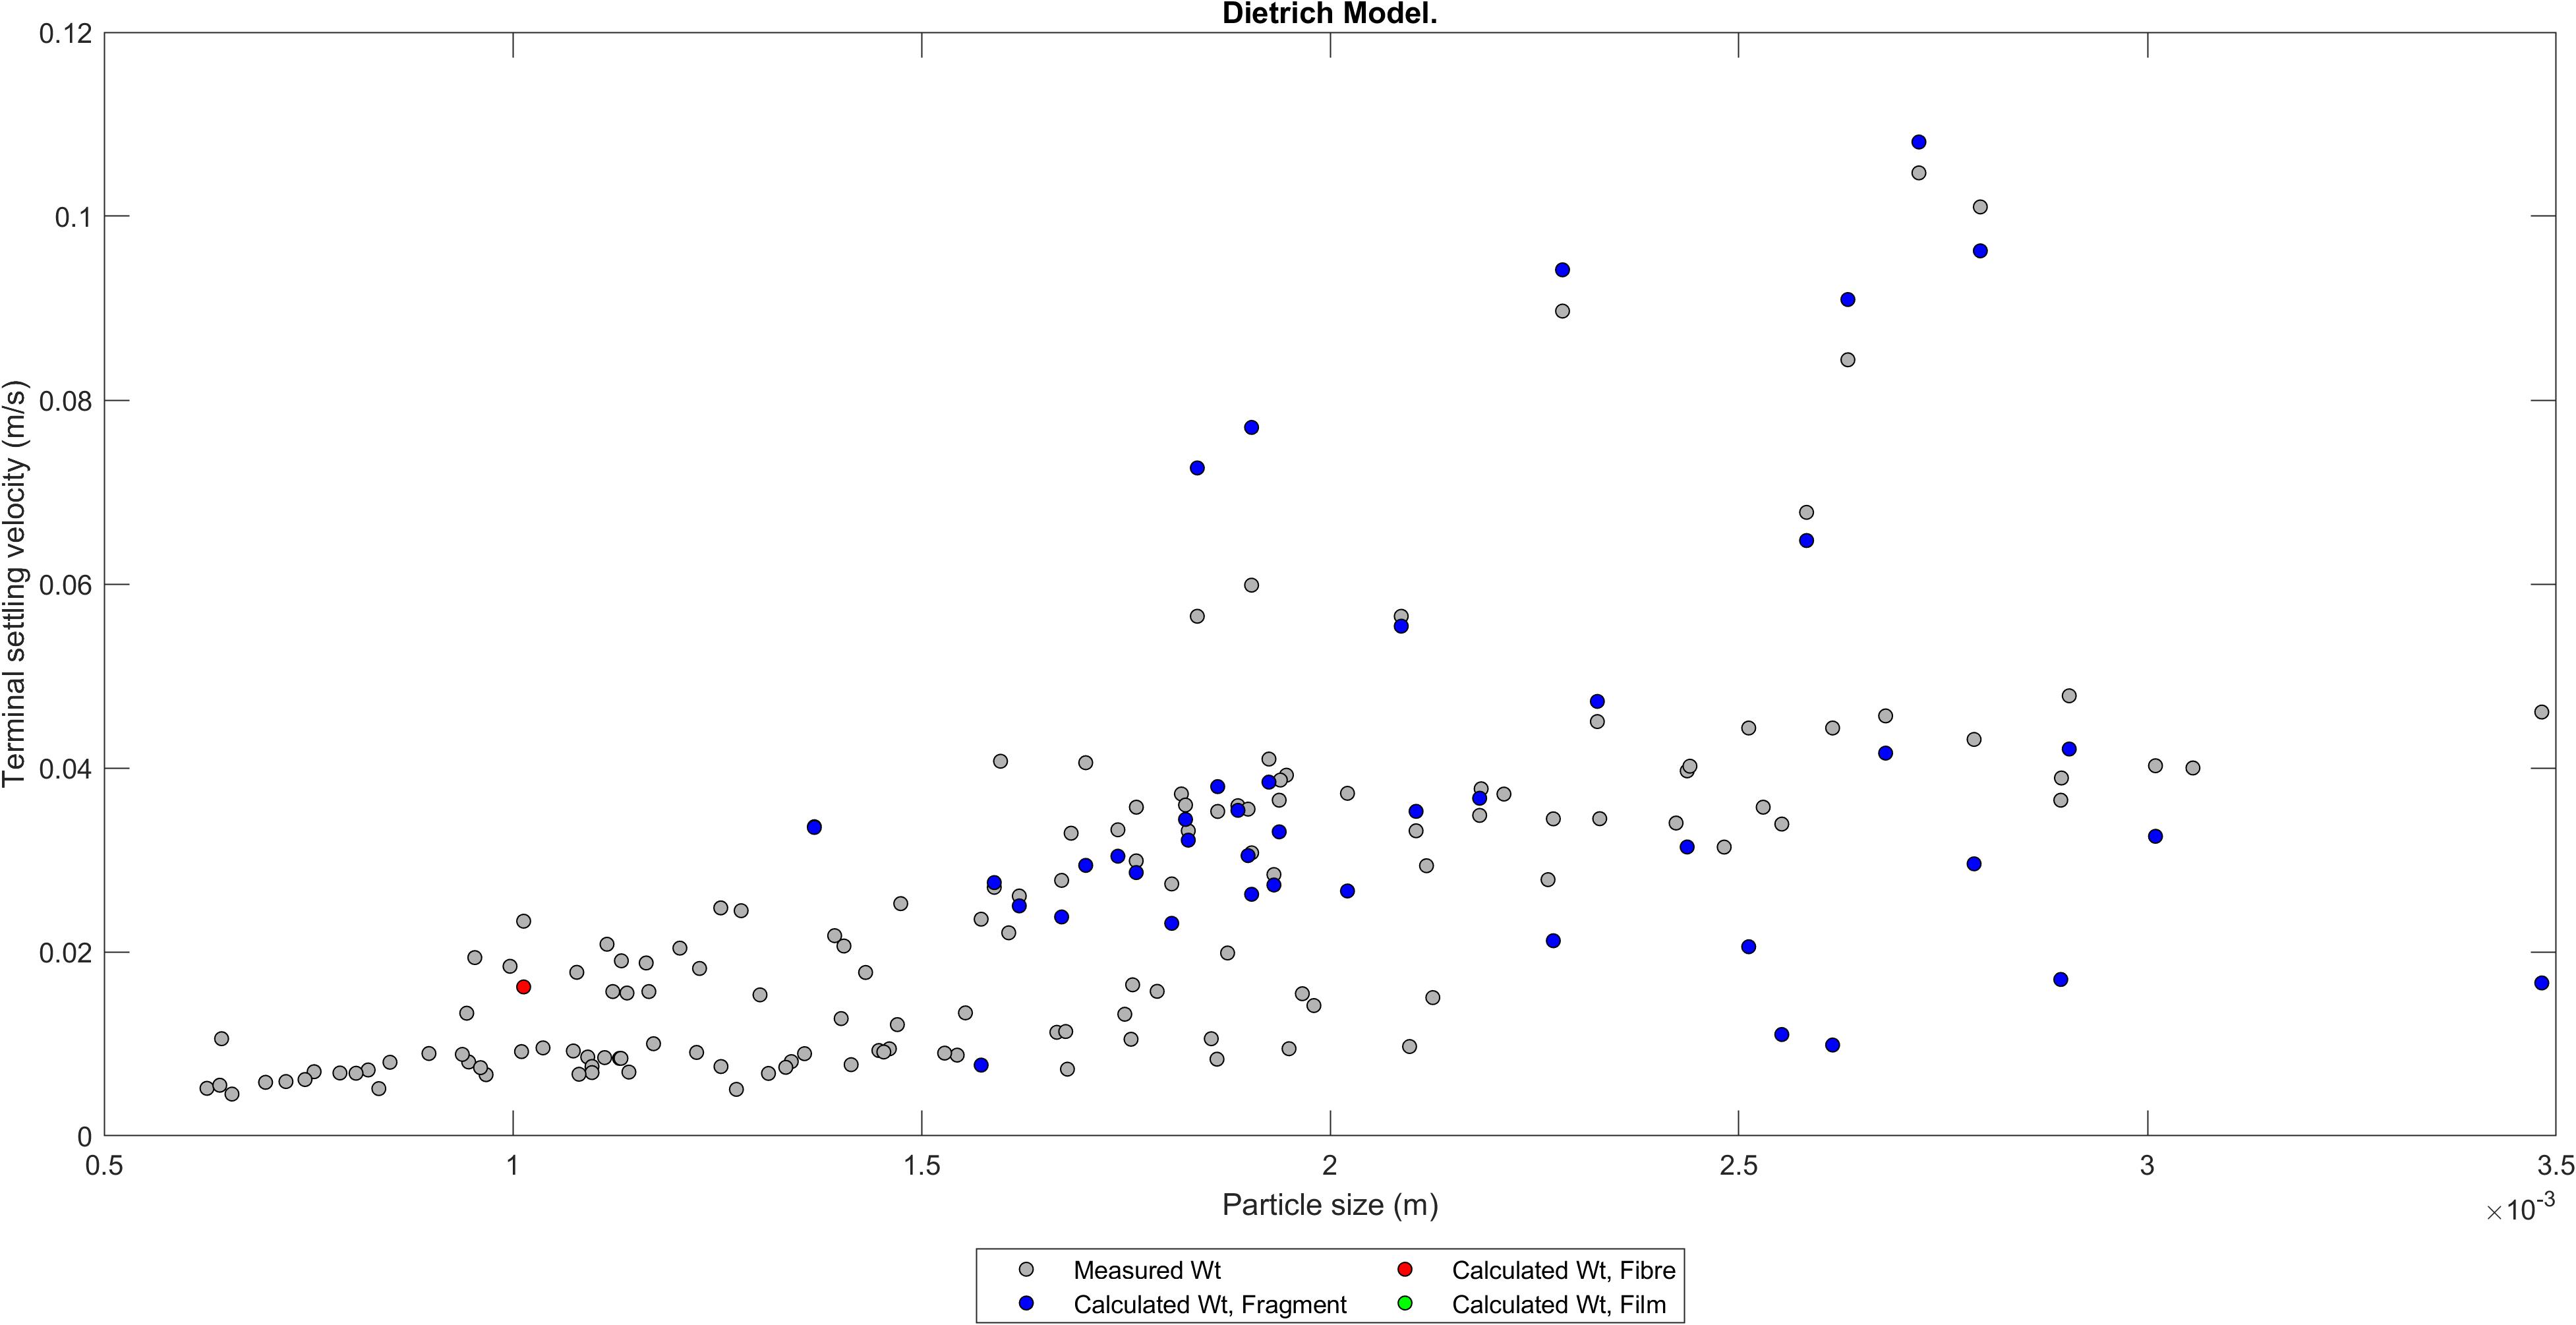 Dietrich Model.
0.12
0.1
0.08
0.06
0.04
0.02
0
Terminal settling velocity (m/s)
0.5 1 1.5 2 2.5 3 3.5
Particle size (m)
×10-3
Measured Wt
Calculated Wt, Fibre
Calculated Wt, Fragment
Calculated Wt, Film